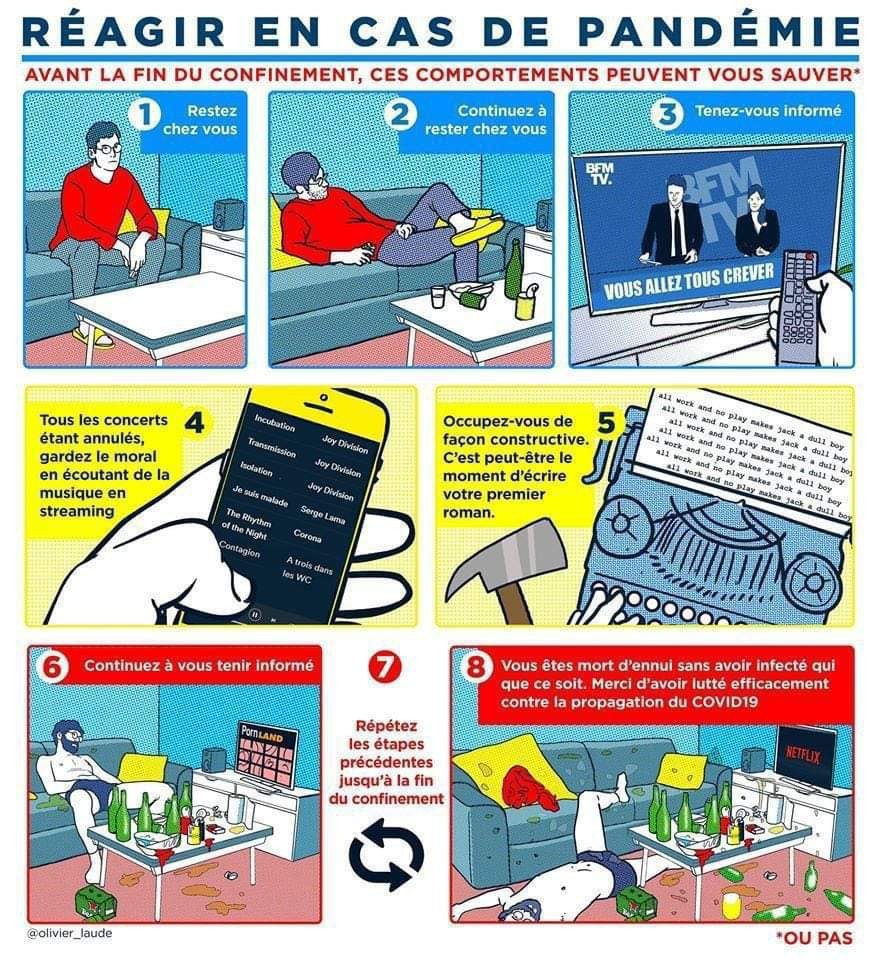 RÉAGIR EN CAS DE PANDÉMIE
AVANT LA FIN DU CONFINEMENT, CES COMPORTEMENTS PEUVENT VOUS SAUVER*
1
Restez
chez vous
2
Continuez à
rester chez vous
3
Tenez-vous informé
BFM
TV.
BFM
TV
VOUS ALLEZ TOUS CREVER
Tous les concerts
étant annulés,
gardez le moral
en écoutant de la
musique en
streaming
4
Incubation Joy Division
Transmission Joy Division
Isolation Joy Division
Je suis malade Serge Lama
The Rhythm
of the Night Corona
Contagion A trois dans
les WC
Occupez-vous de
façon constructive.
C'est peut-être le
moment d'écrire
votre premier
roman.
5
all work and no play makes jack a dull boy
all work and no play makes jack a dull boy
all work and no play makes jack a dull boy
all work and no play makes jack a dull boy
all work and no play makes jack a dull boy
all work and no play makes jack a dull boy
all work and no play makes jack a dull boy
6
Continuez à vous tenir informé
PornLAND
7
Répétez
les étapes
précédentes
jusqu'à la fin
du confinement
8
Vous êtes mort d'ennui sans avoir infecté qui
que ce soit. Merci d'avoir lutté efficacement
contre la propagation du COVID19
NETFLIX
@olivier_laude
*OU PAS